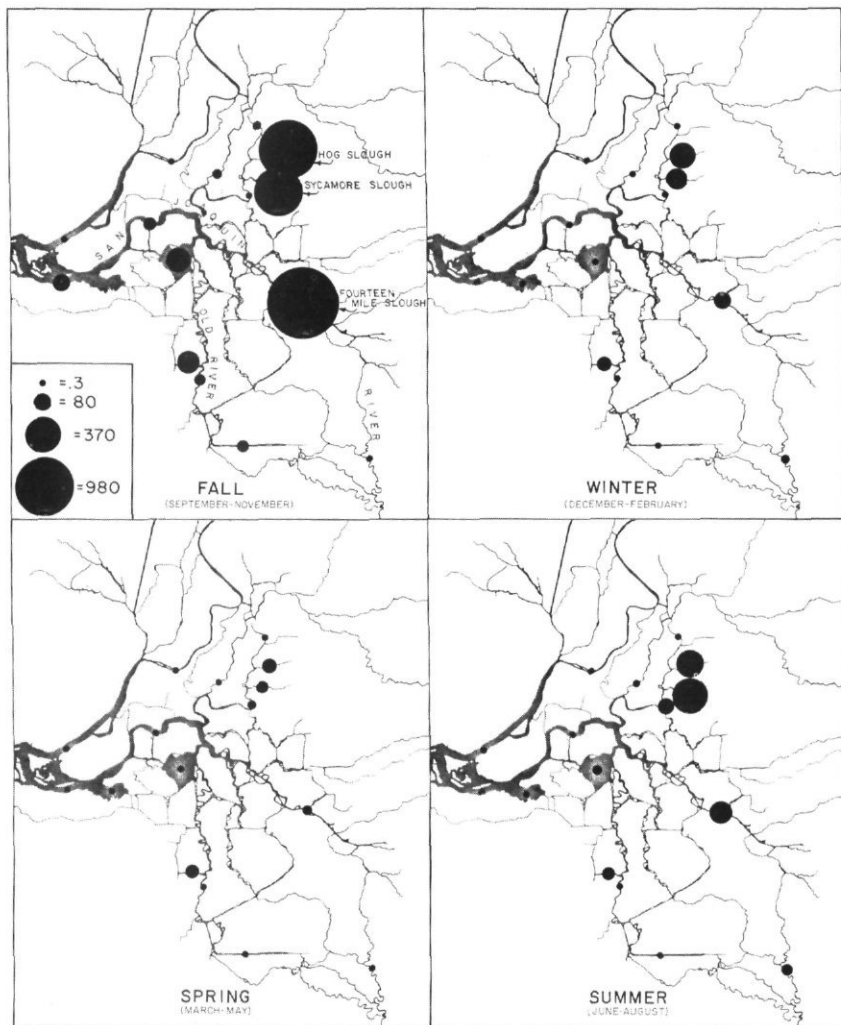 HOG SLOUGH
SYCAMORE SLOUGH
SAN JOAQUIN
FOURTEEN
MILE SLOUGH
OLD RIVER
RIVER
=.3
=80
=370
=980
FALL
(SEPTEMBER-NOVEMBER)
WINTER
(DECEMBER-FEBRUARY)
SPRING
(MARCH-MAY)
SUMMER
(JUNE-AUGUST)